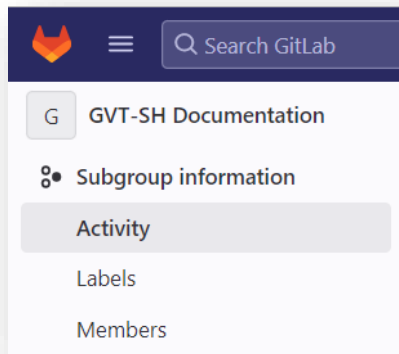 Search GitLab
G GVT-SH Documentation
Subgroup information
Activity
Labels
Members